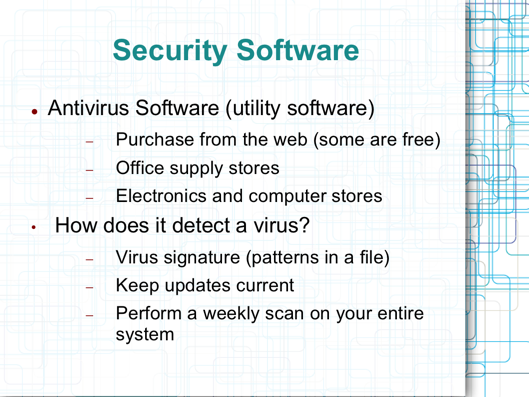 Security Software
● Antivirus Software (utility software)
– Purchase from the web (some are free)
– Office supply stores
– Electronics and computer stores
• How does it detect a virus?
– Virus signature (patterns in a file)
– Keep updates current
– Perform a weekly scan on your entire
system